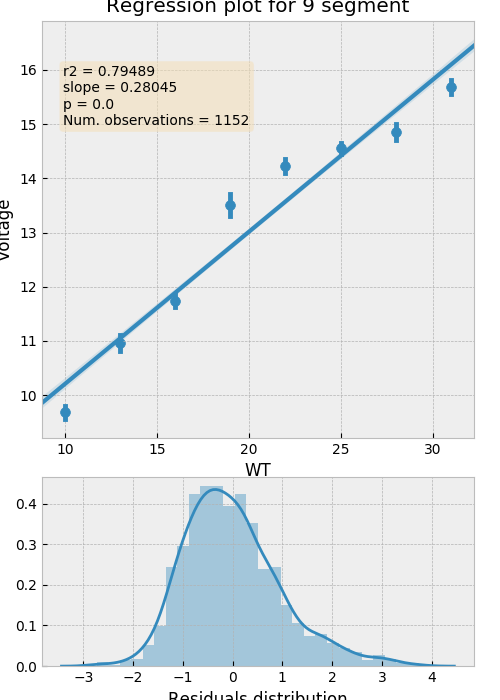 Regression plot for 9 segment
r2 = 0.79489
slope = 0.28045
p = 0.0
Num. observations = 1152
Voltage
16
15
14
13
12
11
10
10 15 20 25 30
WT
0.4
0.3
0.2
0.1
0.0
−3 −2 −1 0 1 2 3 4
Residuals distribution